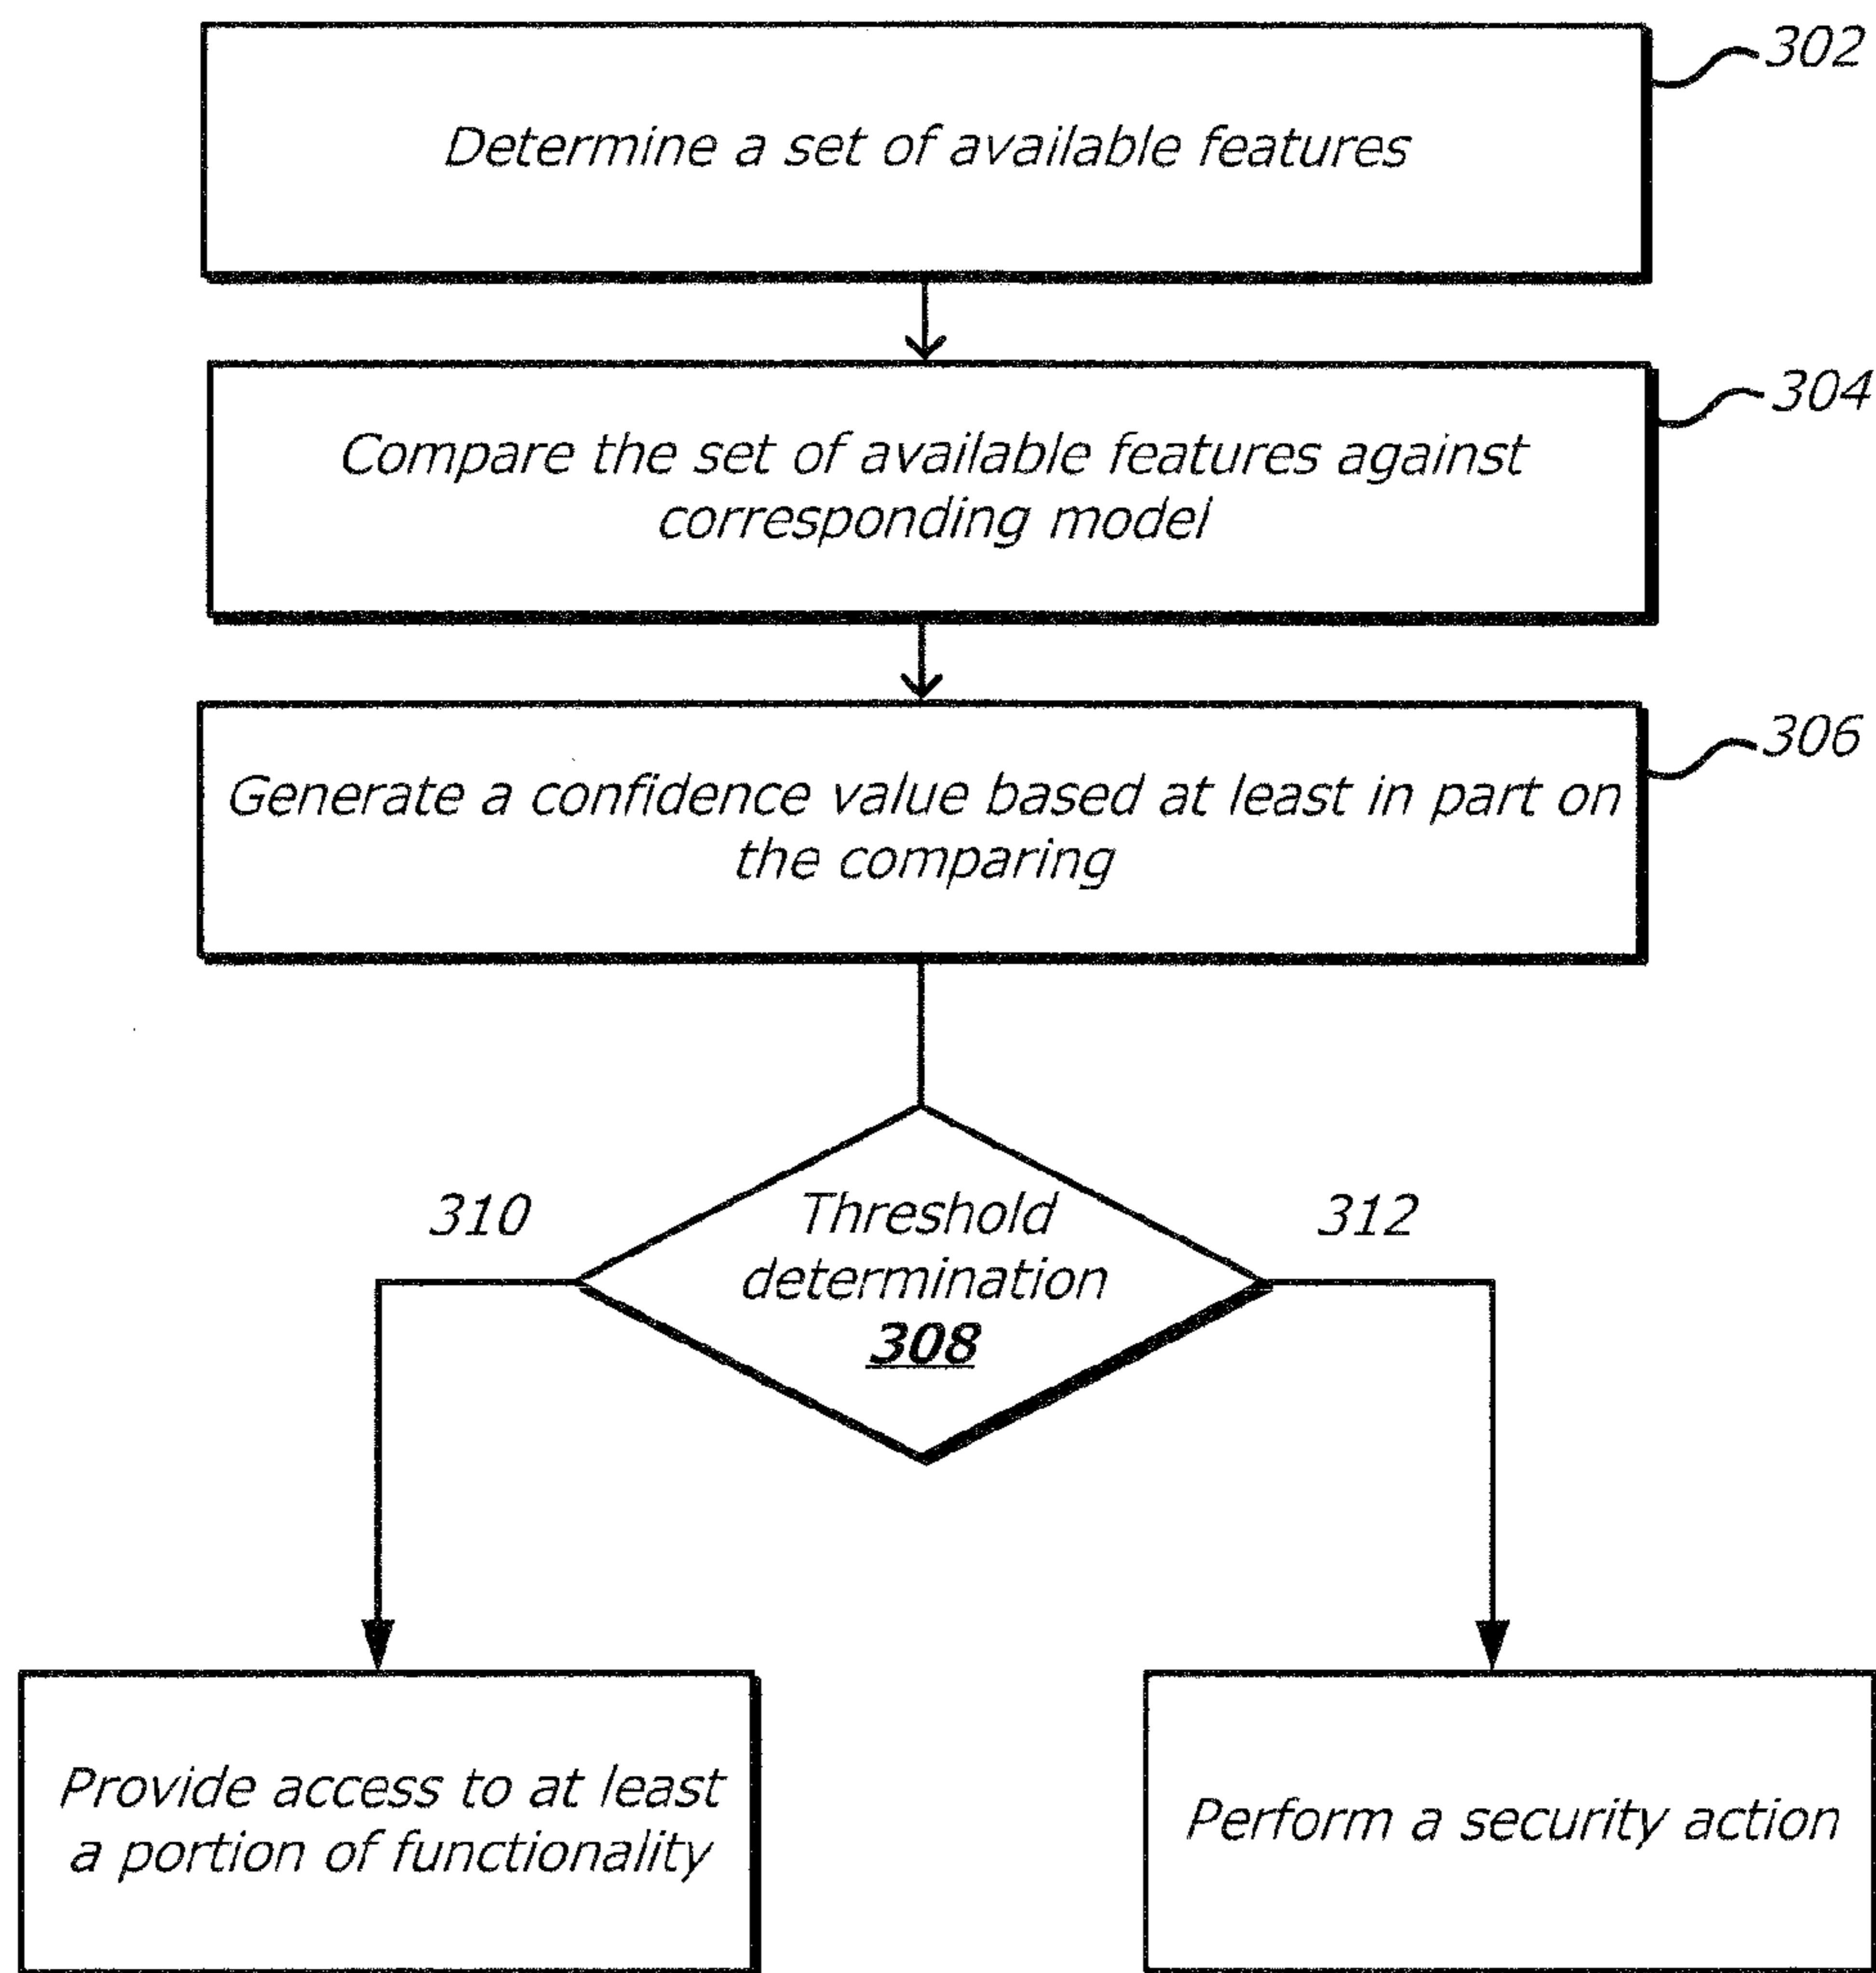 302
Determine a set of available features
304
Compare the set of available features against
corresponding model
306
Generate a confidence value based at least in part on
the comparing
310
Threshold
determination
308
312
Provide access to at least
a portion of functionality
Perform a security action